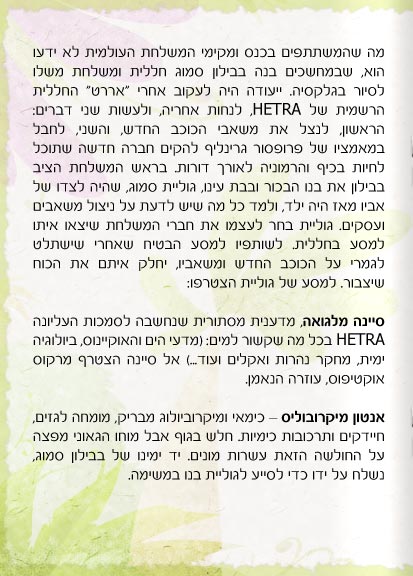 מה שהמשתתפים בכנס ומקימי המשלחת העולמית לא ידעו
הוא, שבמחשכים בנה בבילון סמוג חללית ומשלחת משלו
לסיור בגלקסיה. ייעודה היה לעקוב אחרי "אררט" החללית
הרשמית של HETRA, לנחות אחריה, ולעשות שני דברים:
הראשון, לנצל את משאבי הכוכב החדש, והשני, לחבל
במאמציו של פרופסור גרינליף להקים חברה חדשה שתוכל
לחיות בכיף והרמוניה לאורך דורות. בראש המשלחת הציב
בבילון את בנו הבכור ובבת עינו, גוליית סמוג, שהיה לצדו של
אביו מאז היה ילד, ולמד כל מה שיש לדעת על ניצול משאבים
ועסקים. גוליית בחר לעצמו את חברי המשלחת שיצאו איתו
למסע בחללית. לשותפיו למסע הבטיח שאחרי שישתלט
לגמרי על הכוכב החדש ומשאביו, יחלק איתם את הכוח
שיצבור. למסע של גוליית הצטרפו:
סיינה מלגואה, מדענית מסתורית שנחשבה לסמכות העליונה
HETRA בכל מה שקשור למים: (מדעי הים והאוקיינוס, ביולוגיה
ימית, מחקר נהרות ואקלים ועוד...) אל סיינה הצטרף מרקוס
אוקטיפוס, עוזרה הנאמן.
אנטון מיקרובוליס – כימאי ומיקרוביולוג מבריק, מומחה לגזים,
חיידקים ותרכובות כימיות. חלש בגוף אבל מוחו הגאוני מפצה
על החולשה הזאת עשרות מונים. יד ימינו של בבילון סמוג,
נשלח על ידו כדי לסייע לגוליית בנו במשימה.